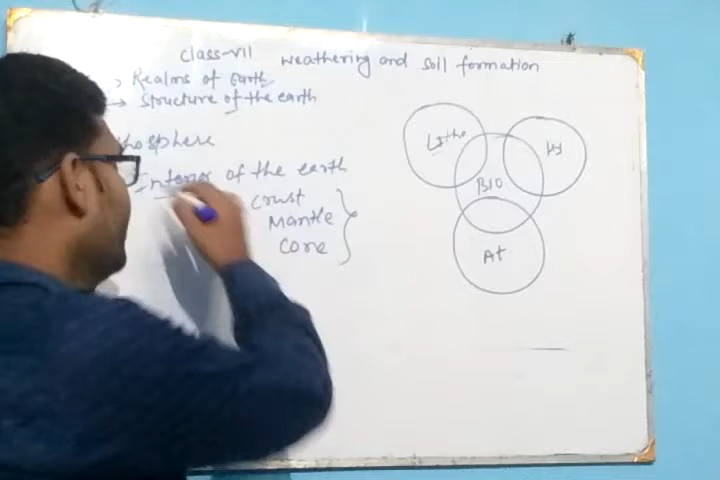 class-VII weathering and soil formation
Realms of Earth
→ Structure of the earth
hosphere
Interior of the earth
crust
Mantle
core
Litho
Hy
BIO
At